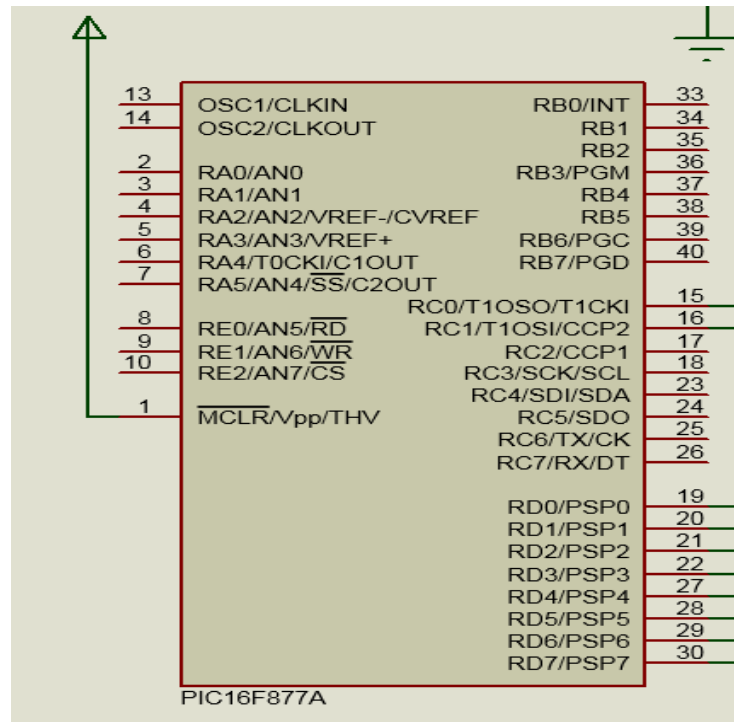 13 OSC1/CLKIN RB0/INT 33
14 OSC2/CLKOUT RB1 34
RB2 35
2 RA0/AN0 RB3/PGM 36
3 RA1/AN1 RB4 37
4 RA2/AN2/VREF-/CVREF RB5 38
5 RA3/AN3/VREF+ RB6/PGC 39
6 RA4/T0CKI/C1OUT RB7/PGD 40
7 RA5/AN4/SS/C2OUT
RC0/T1OSO/T1CKI 15
8 RE0/AN5/RD RC1/T1OSI/CCP2 16
9 RE1/AN6/WR RC2/CCP1 17
10 RE2/AN7/CS RC3/SCK/SCL 18
RC4/SDI/SDA 23
1 MCLR/Vpp/THV RC5/SDO 24
RC6/TX/CK 25
RC7/RX/DT 26
RD0/PSP0 19
RD1/PSP1 20
RD2/PSP2 21
RD3/PSP3 22
RD4/PSP4 27
RD5/PSP5 28
RD6/PSP6 29
RD7/PSP7 30
PIC16F877A